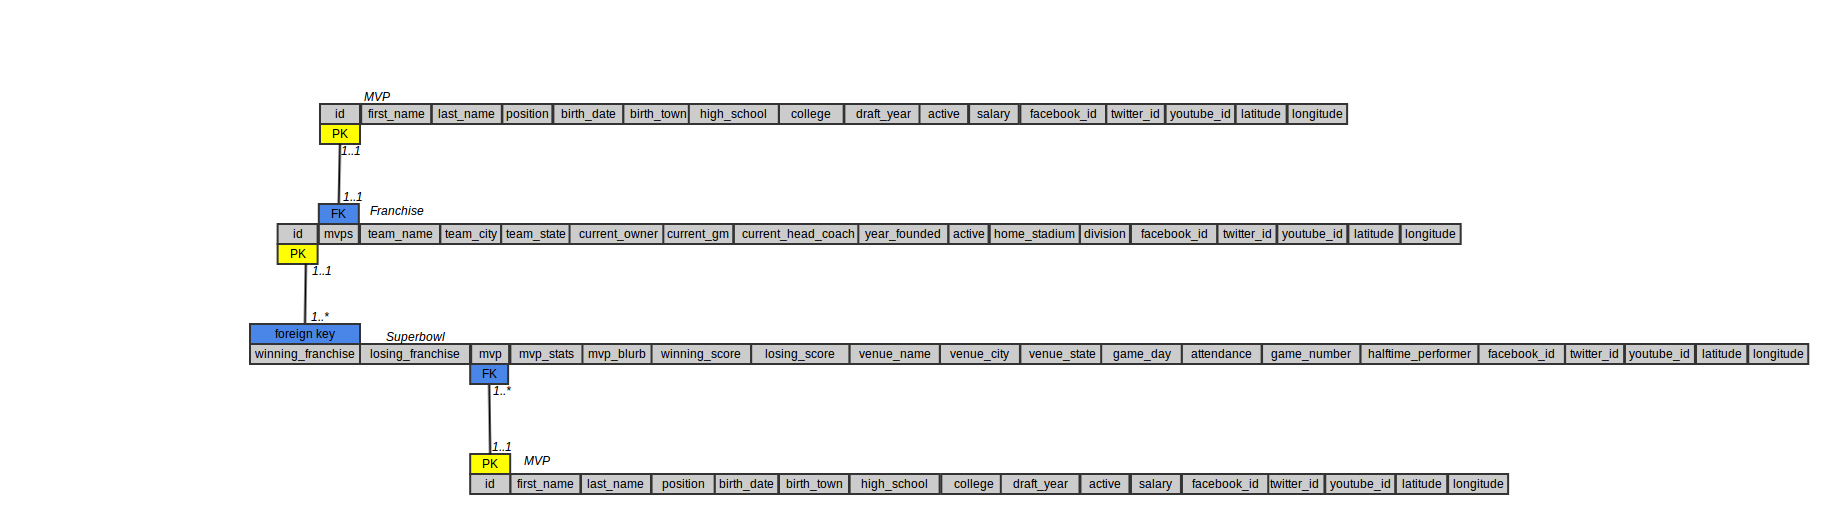 MVP
id first_name last_name position birth_date birth_town high_school college draft_year active salary facebook_id twitter_id youtube_id latitude longitude
PK
1..1
1..1
FK Franchise
id mvps team_name team_city team_state current_owner current_gm current_head_coach year_founded active home_stadium division facebook_id twitter_id youtube_id latitude longitude
PK
1..1
1..*
foreign key Superbowl
winning_franchise losing_franchise mvp mvp_stats mvp_blurb winning_score losing_score venue_name venue_city venue_state game_day attendance game_number halftime_performer facebook_id twitter_id youtube_id latitude longitude
FK
1..*
1..1
PK MVP
id first_name last_name position birth_date birth_town high_school college draft_year active salary facebook_id twitter_id youtube_id latitude longitude